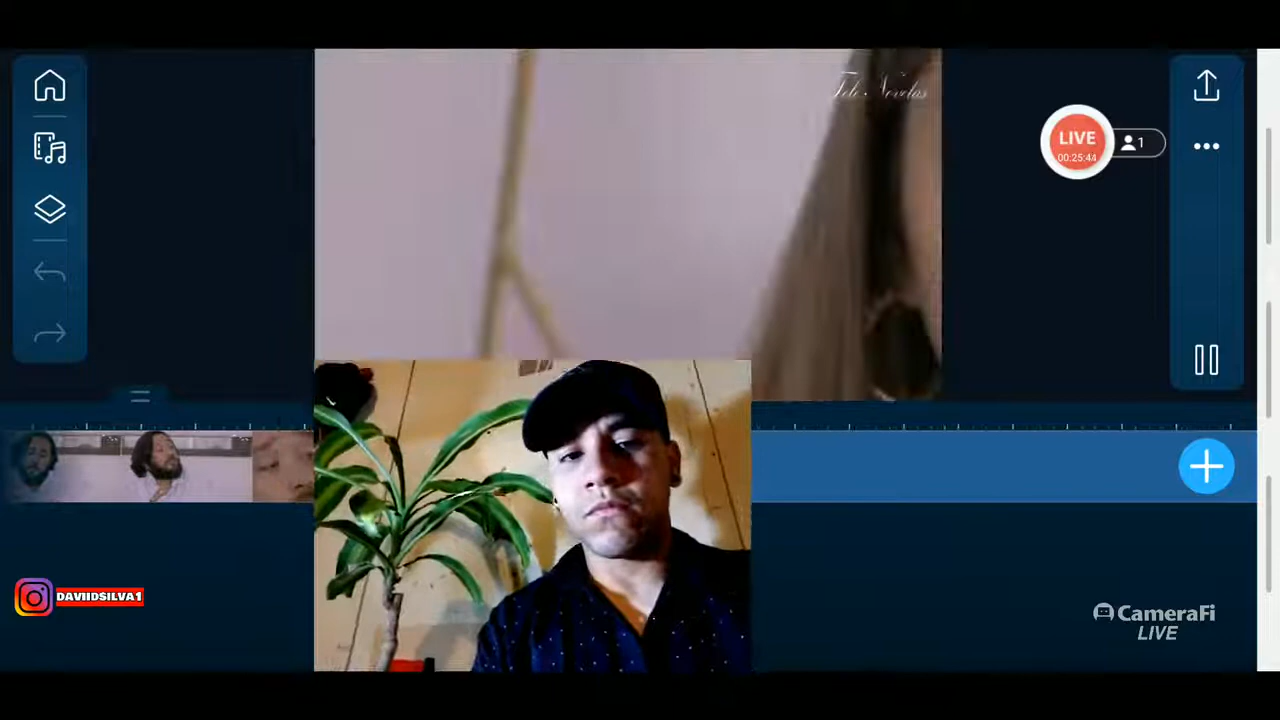 Tele Novelas
LIVE
00:25:44
1
DAVIIDSILVA1
CameraFi
LIVE